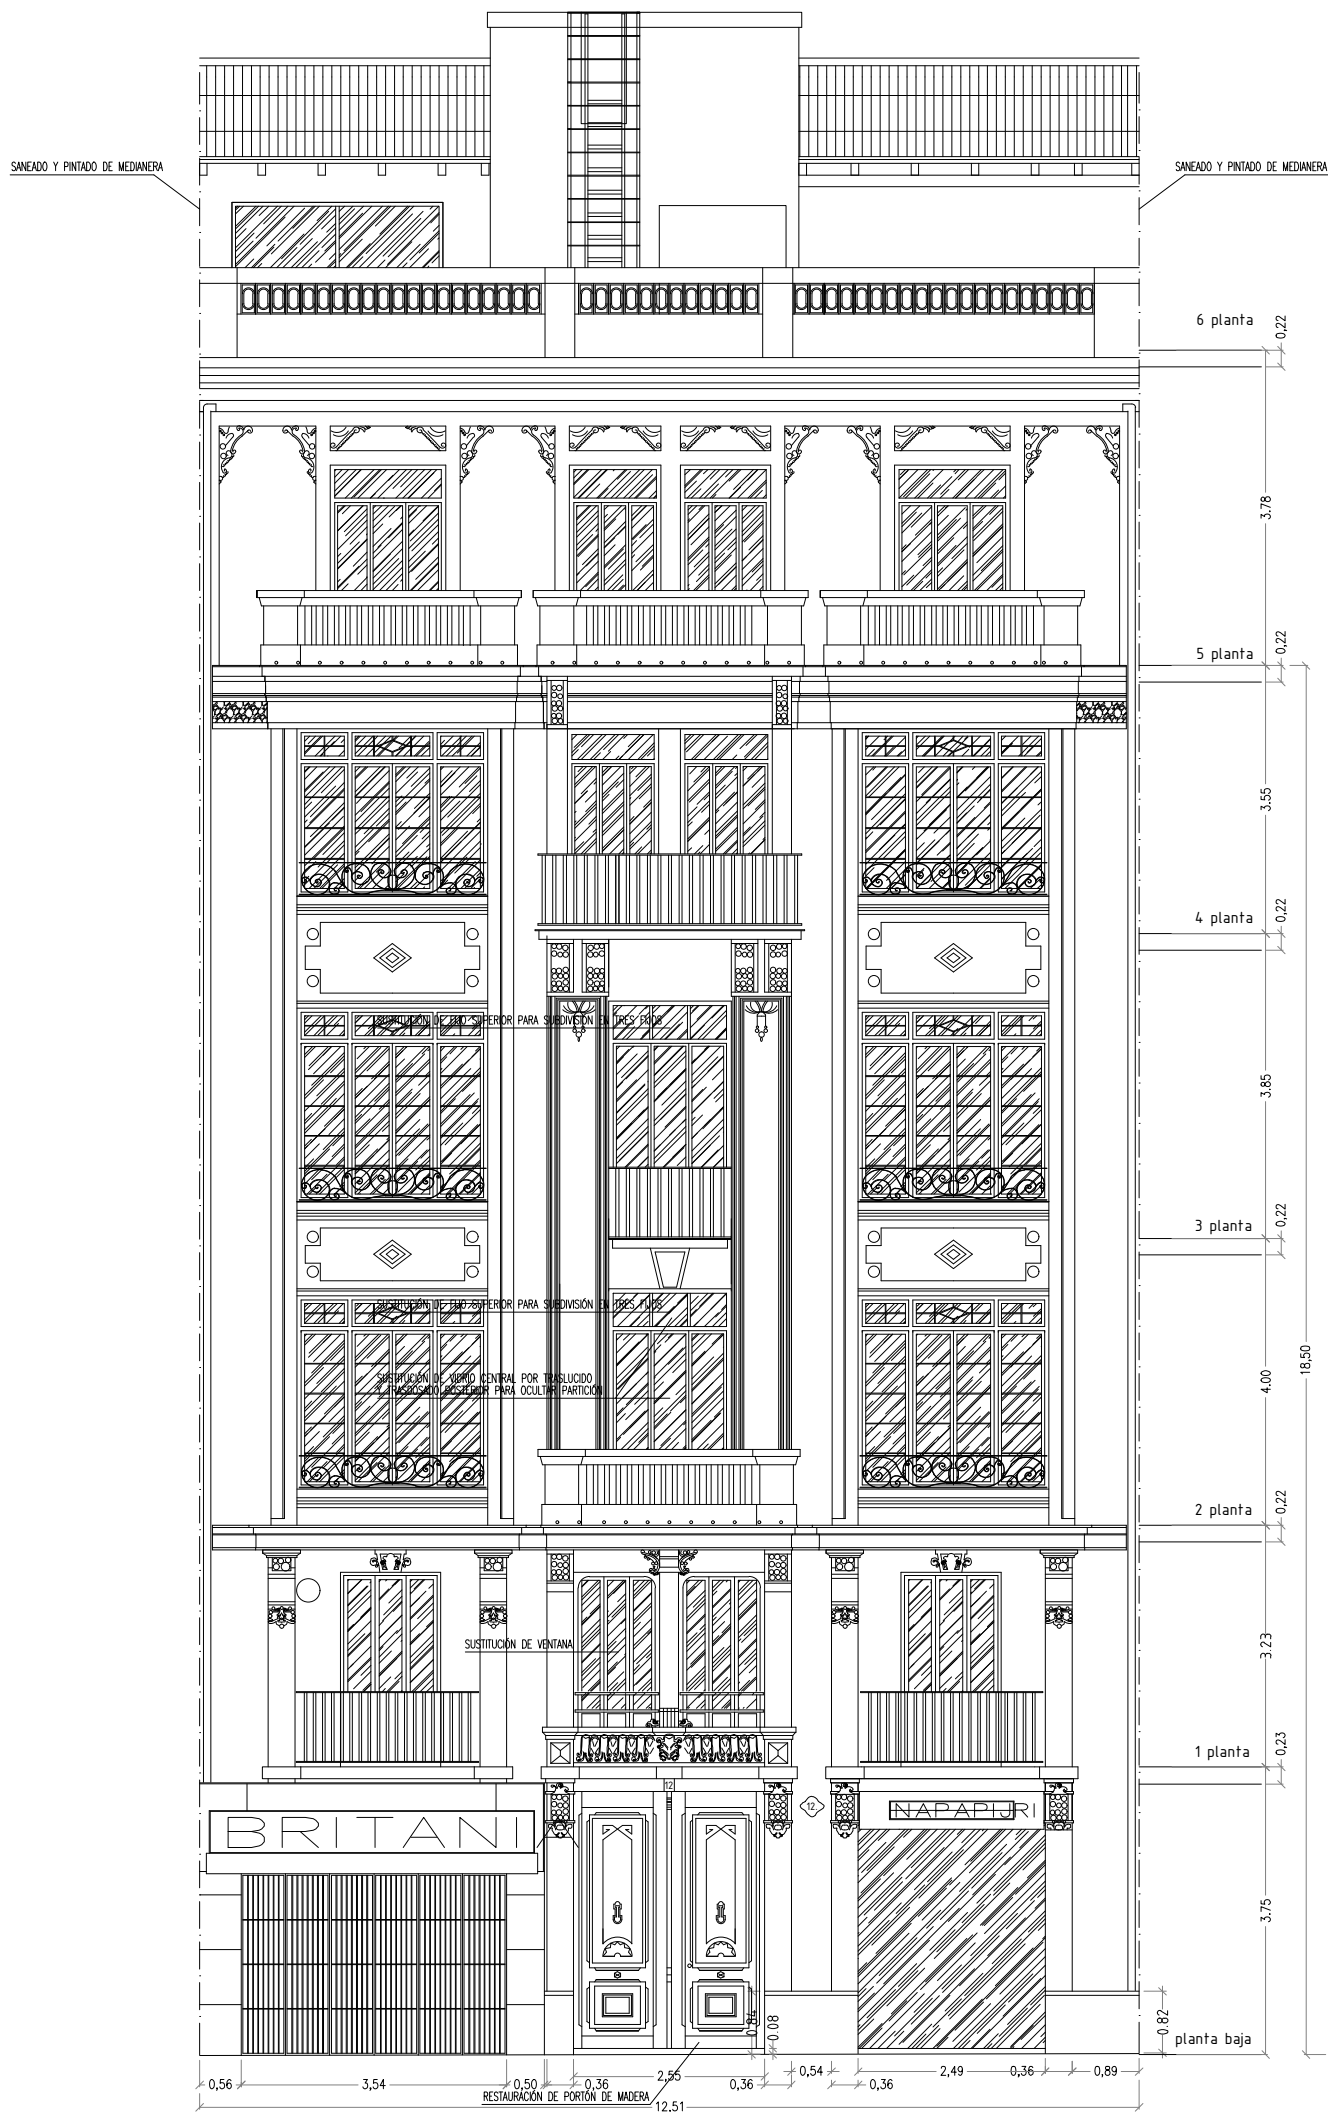 SANEADO Y PINTADO DE MEDIANERA
SANEADO Y PINTADO DE MEDIANERA
6 planta
0,22
3.78
5 planta
0,22
3.55
4 planta
0,22
SUSTITUCIÓN DE FIJO SUPERIOR PARA SUBDIVISIÓN EN TRES FIJOS
3.85
3 planta
0,22
SUSTITUCIÓN DE FIJO SUPERIOR PARA SUBDIVISIÓN EN TRES FIJOS
SUSTITUCIÓN DE VIDRIO CENTRAL POR TRASLUCIDO
Y TRASDOSADO POSTERIOR PARA OCULTAR PARTICIÓN
4.00
18,50
2 planta
0,22
SUSTITUCIÓN DE VENTANA
3.23
1 planta
0,23
12
12
BRITANI
NAPAPIJRI
3.75
0.84
0.08
0.82
planta baja
0,56
3,54
0,50
0,36
2,55
0,36
0,54
0,36
2,49
0,36
0,89
RESTAURACIÓN DE PORTÓN DE MADERA
12.51